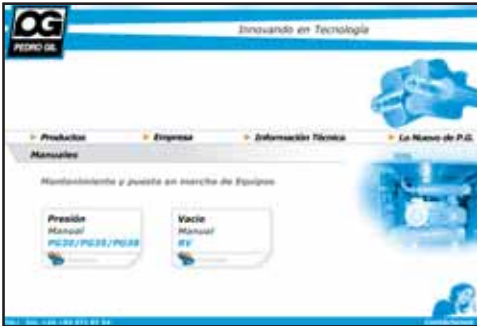 OG
PEDRO GIL
Innovando en Tecnología
Productos
Empresa
Información Técnica
Lo Nuevo de P.G.
Manuales
Mantenimiento y puesta en marcha de Equipos
Presión
Manual
PG30/PG35/
Vacío
Manual
RV